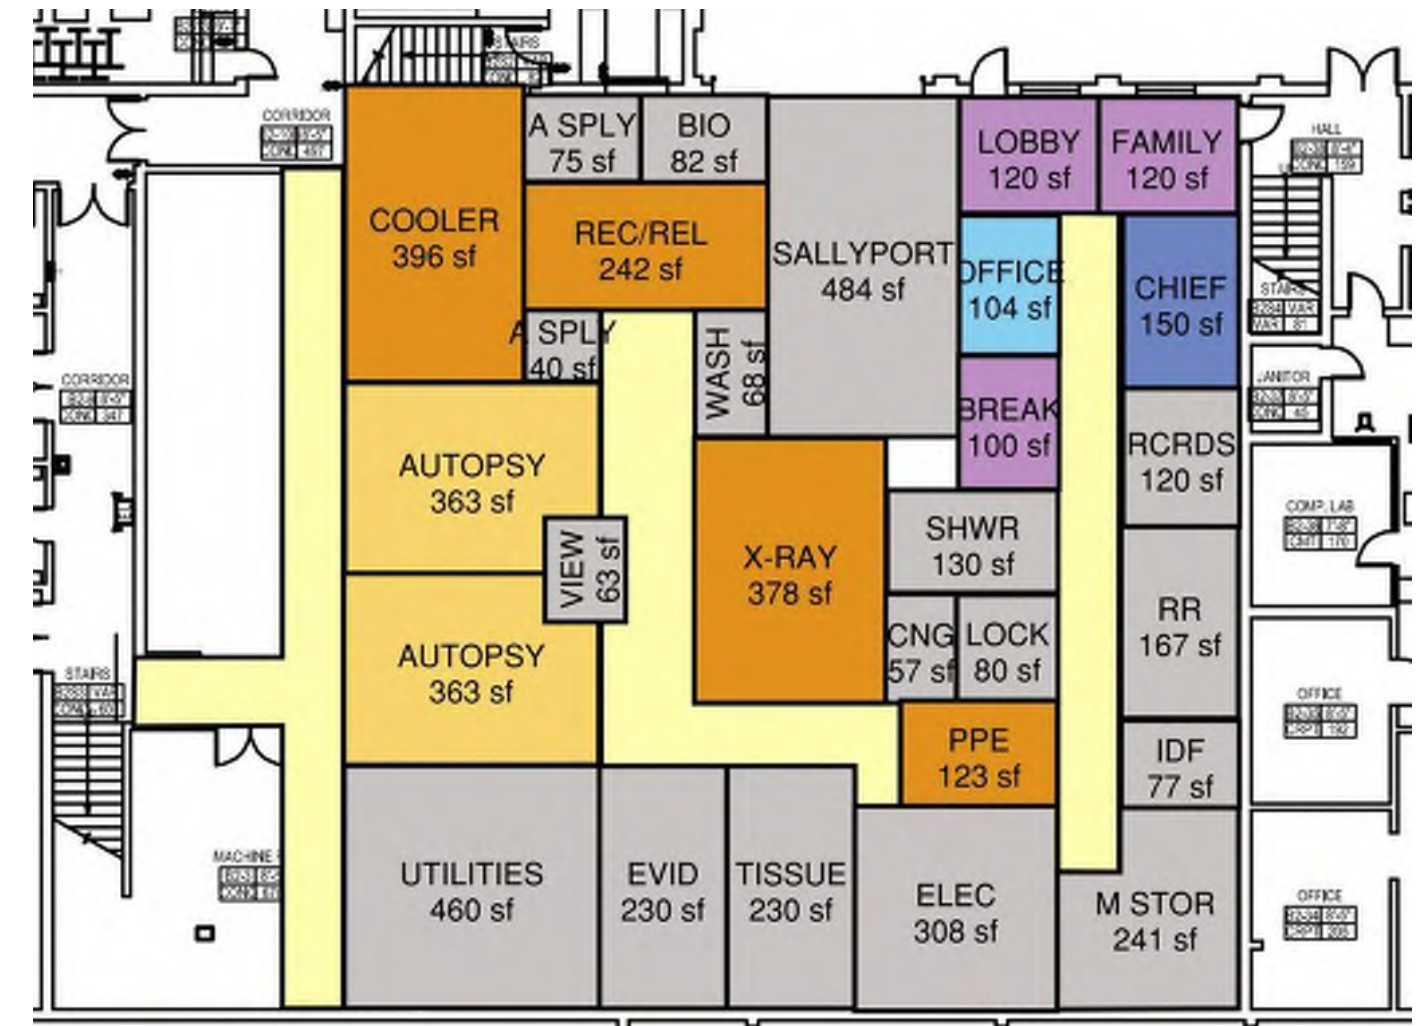 STAIRS
CORRIDOR
A SPLY
75 sf
BIO
82 sf
LOBBY
120 sf
FAMILY
120 sf
HALL
COOLER
396 sf
REC/REL
242 sf
SALLYPORT
484 sf
OFFICE
104 sf
CHIEF
150 sf
STAIRS
A SPLY
40 sf
WASH
68 sf
CORRIDOR
JANITOR
BREAK
100 sf
RCRDS
120 sf
AUTOPSY
363 sf
COMP. LAB
SHWR
130 sf
VIEW
63 sf
X-RAY
378 sf
RR
167 sf
CNG
57 sf
LOCK
80 sf
AUTOPSY
363 sf
STAIRS
OFFICE
PPE
123 sf
IDF
77 sf
MACHINE
UTILITIES
460 sf
EVID
230 sf
TISSUE
230 sf
ELEC
308 sf
M STOR
241 sf
OFFICE